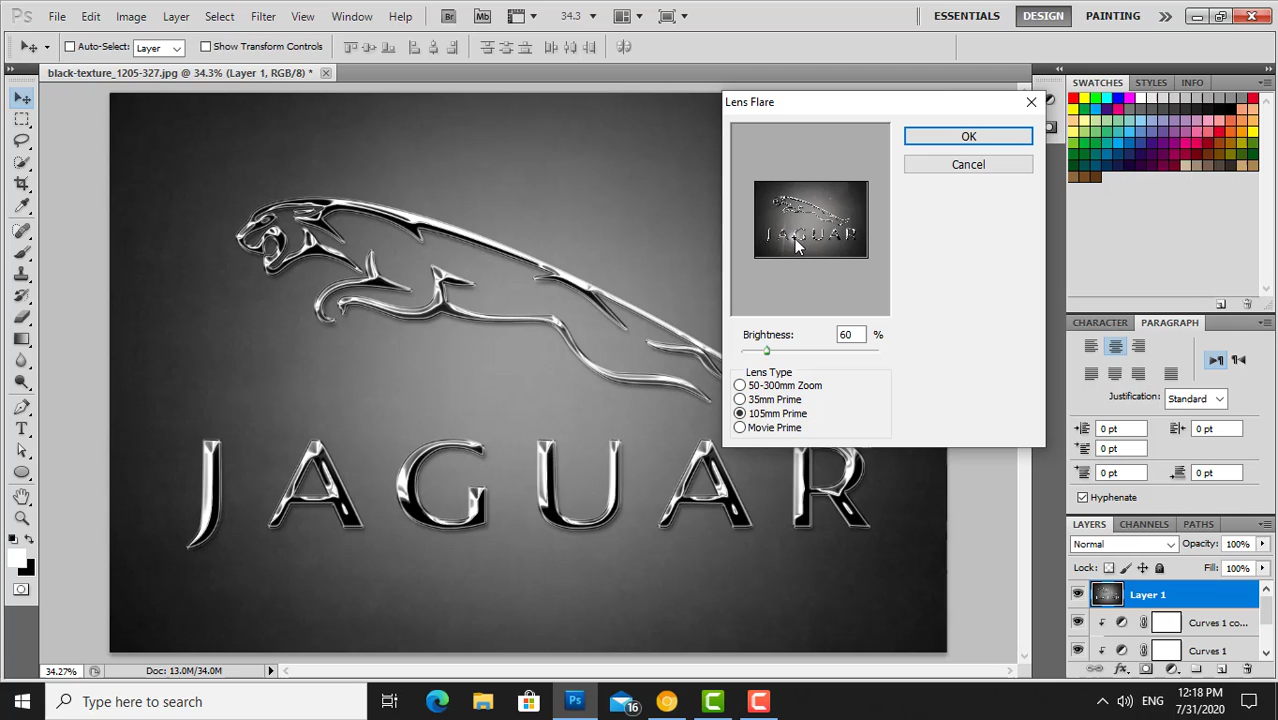 Ps File Edit Image Layer Select Filter View Window Help Br Mb 34.3 ESSENTIALS DESIGN PAINTING
Auto-Select: Layer Show Transform Controls
black-texture_1205-327.jpg @ 34.3% (Layer 1, RGB/8) *
SWATCHES STYLES INFO
Lens Flare
OK
Cancel
JAGUAR
Brightness: 60 %
Lens Type
50-300mm Zoom
35mm Prime
105mm Prime
Movie Prime
JAGUAR
CHARACTER PARAGRAPH
Justification: Standard
0 pt 0 pt
0 pt
0 pt 0 pt
Hyphenate
LAYERS CHANNELS PATHS
Normal Opacity: 100%
Lock: Fill: 100%
Layer 1
Curves 1 co...
Curves 1
34.27% Doc: 13.0M/34.0M
Type here to search
Ps 16 C C ENG 12:18 PM
7/31/2020